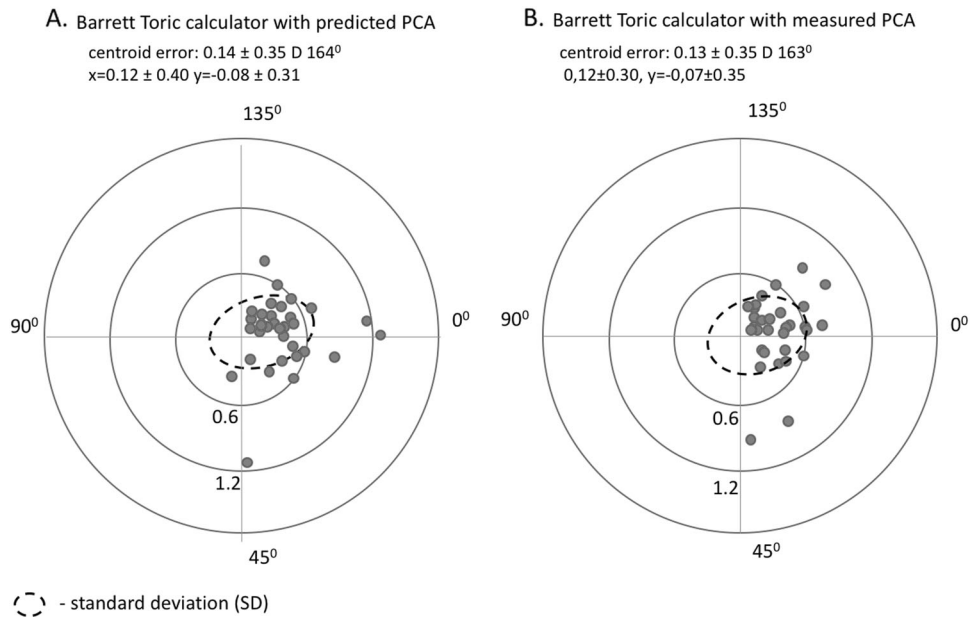 A. Barrett Toric calculator with predicted PCA
centroid error: 0.14 ± 0.35 D 164⁰
x=0.12 ± 0.40 y=-0.08 ± 0.31
135⁰
90⁰
0⁰
0.6
1.2
45⁰
B. Barrett Toric calculator with measured PCA
centroid error: 0.13 ± 0.35 D 163⁰
0,12±0.30, y=-0,07±0.35
135⁰
90⁰
0⁰
0.6
1.2
45⁰
- standard deviation (SD)